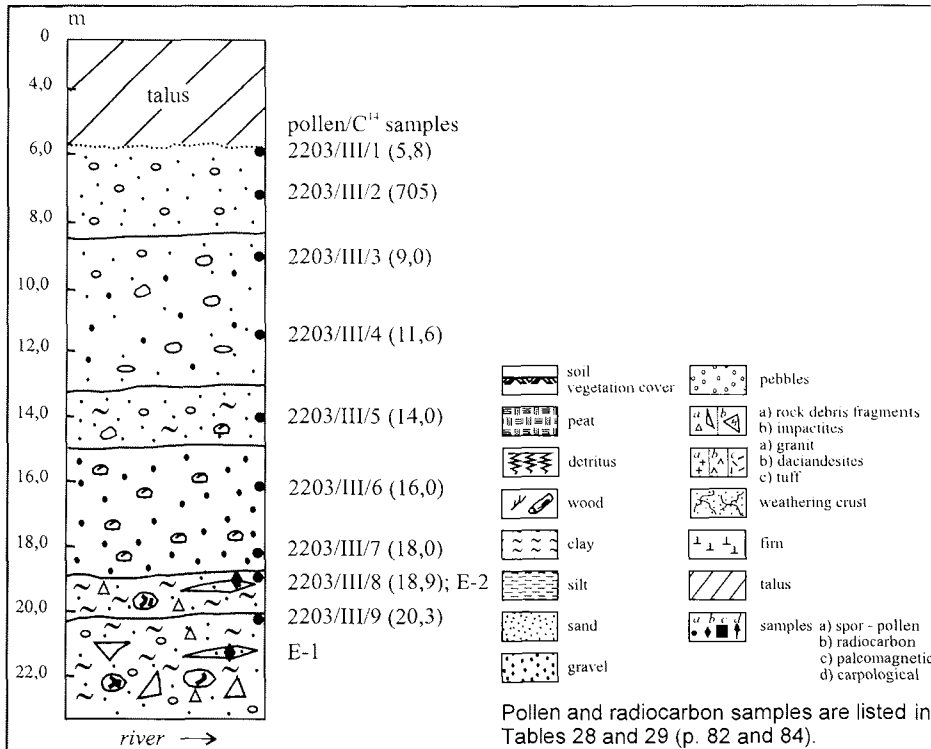 m
0
4,0
talus
pollen/C¹⁴ samples
6,0
2203/III/1 (5,8)
2203/III/2 (705)
8,0
2203/III/3 (9,0)
10,0
2203/III/4 (11,6)
12,0
14,0
2203/III/5 (14,0)
16,0
2203/III/6 (16,0)
18,0
2203/III/7 (18,0)
2203/III/8 (18,9); E-2
20,0
2203/III/9 (20,3)
E-1
22,0
river →
soil
vegetation cover
peat
detritus
wood
clay
silt
sand
gravel
pebbles
a b
a) rock debris fragments
b) impactites
a b c
a) granit
b) daciandesites
c) tuff
weathering crust
firn
talus
a b c d
samples
a) spor - pollen
b) radiocarbon
c) paleomagnetic
d) carpological
Pollen and radiocarbon samples are listed in
Tables 28 and 29 (p. 82 and 84).